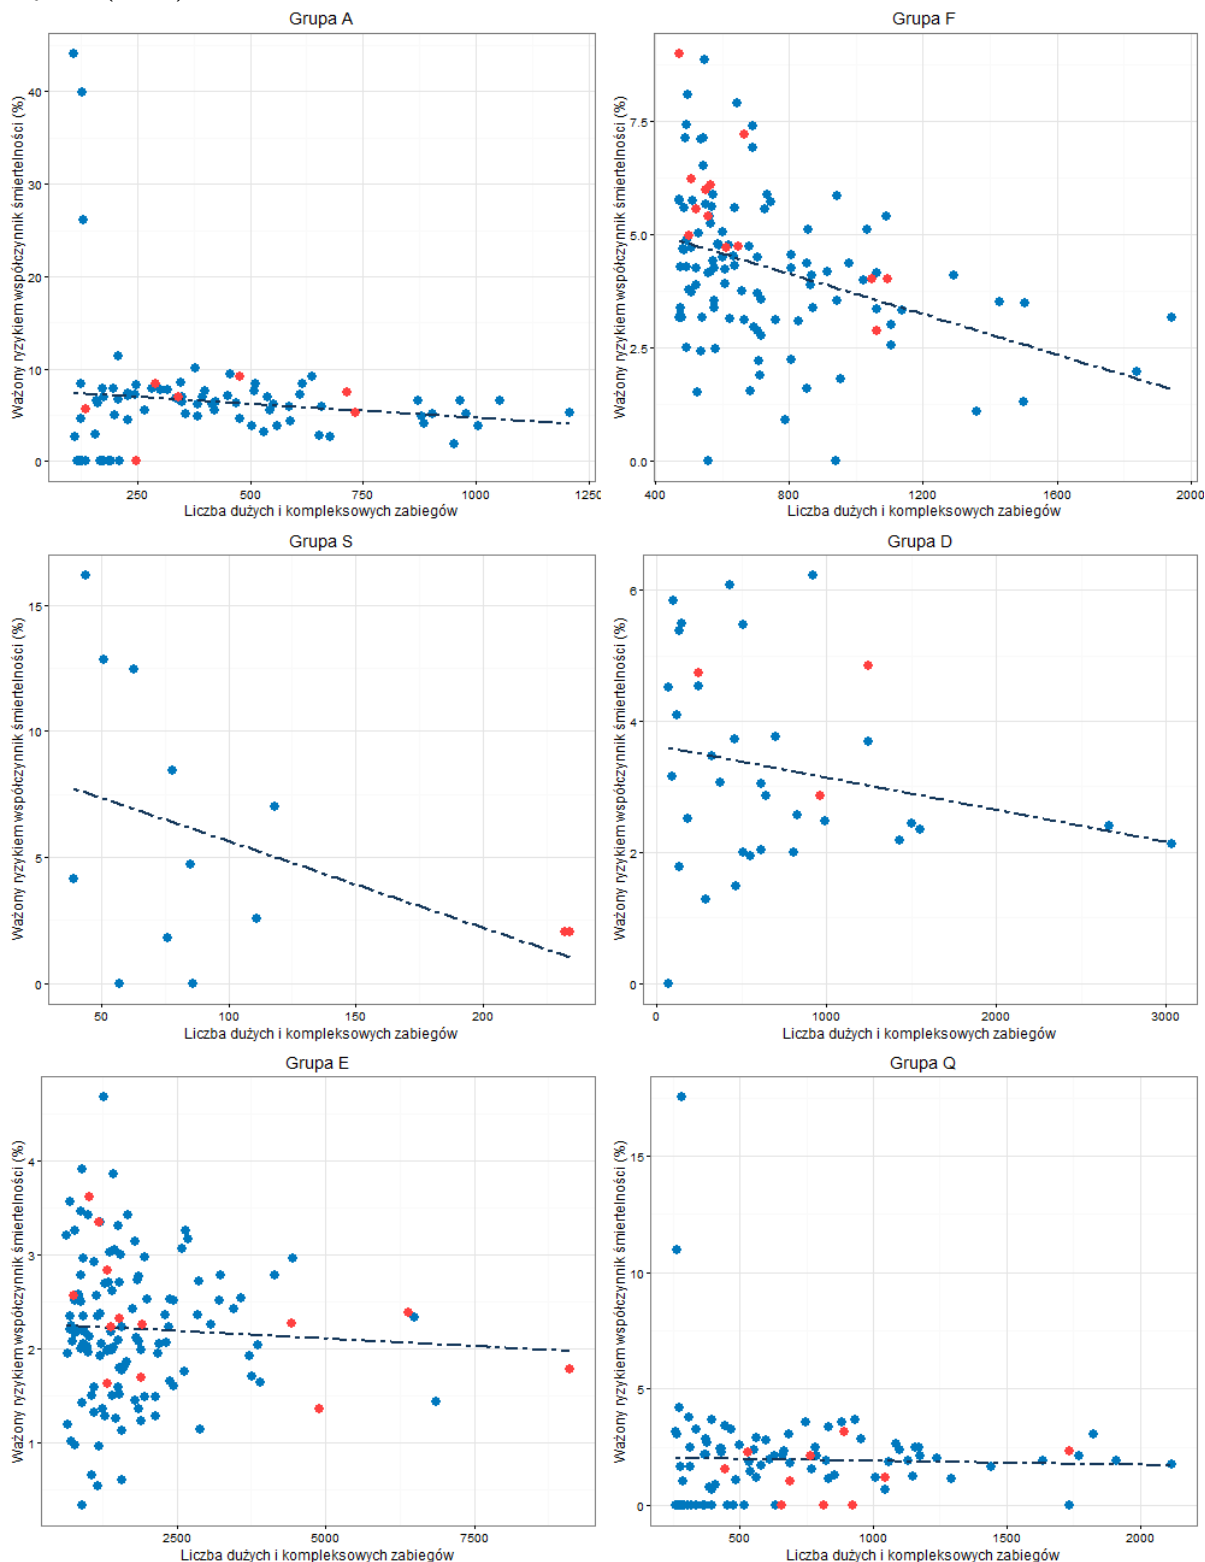 Grupa A
Ważony ryzykiem współczynnik śmiertelności (%)
40
30
20
10
0
250
500
750
1000
1250
Liczba dużych i kompleksowych zabiegów
Grupa F
Ważony ryzykiem współczynnik śmiertelności (%)
7.5
5.0
2.5
0.0
400
800
1200
1600
2000
Liczba dużych i kompleksowych zabiegów
Grupa S
Ważony ryzykiem współczynnik śmiertelności (%)
15
10
5
0
50
100
150
200
Liczba dużych i kompleksowych zabiegów
Grupa D
Ważony ryzykiem współczynnik śmiertelności (%)
6
4
2
0
0
1000
2000
3000
Liczba dużych i kompleksowych zabiegów
Grupa E
Ważony ryzykiem współczynnik śmiertelności (%)
4
3
2
1
2500
5000
7500
Liczba dużych i kompleksowych zabiegów
Grupa Q
Ważony ryzykiem współczynnik śmiertelności (%)
15
10
5
0
500
1000
1500
2000
Liczba dużych i kompleksowych zabiegów